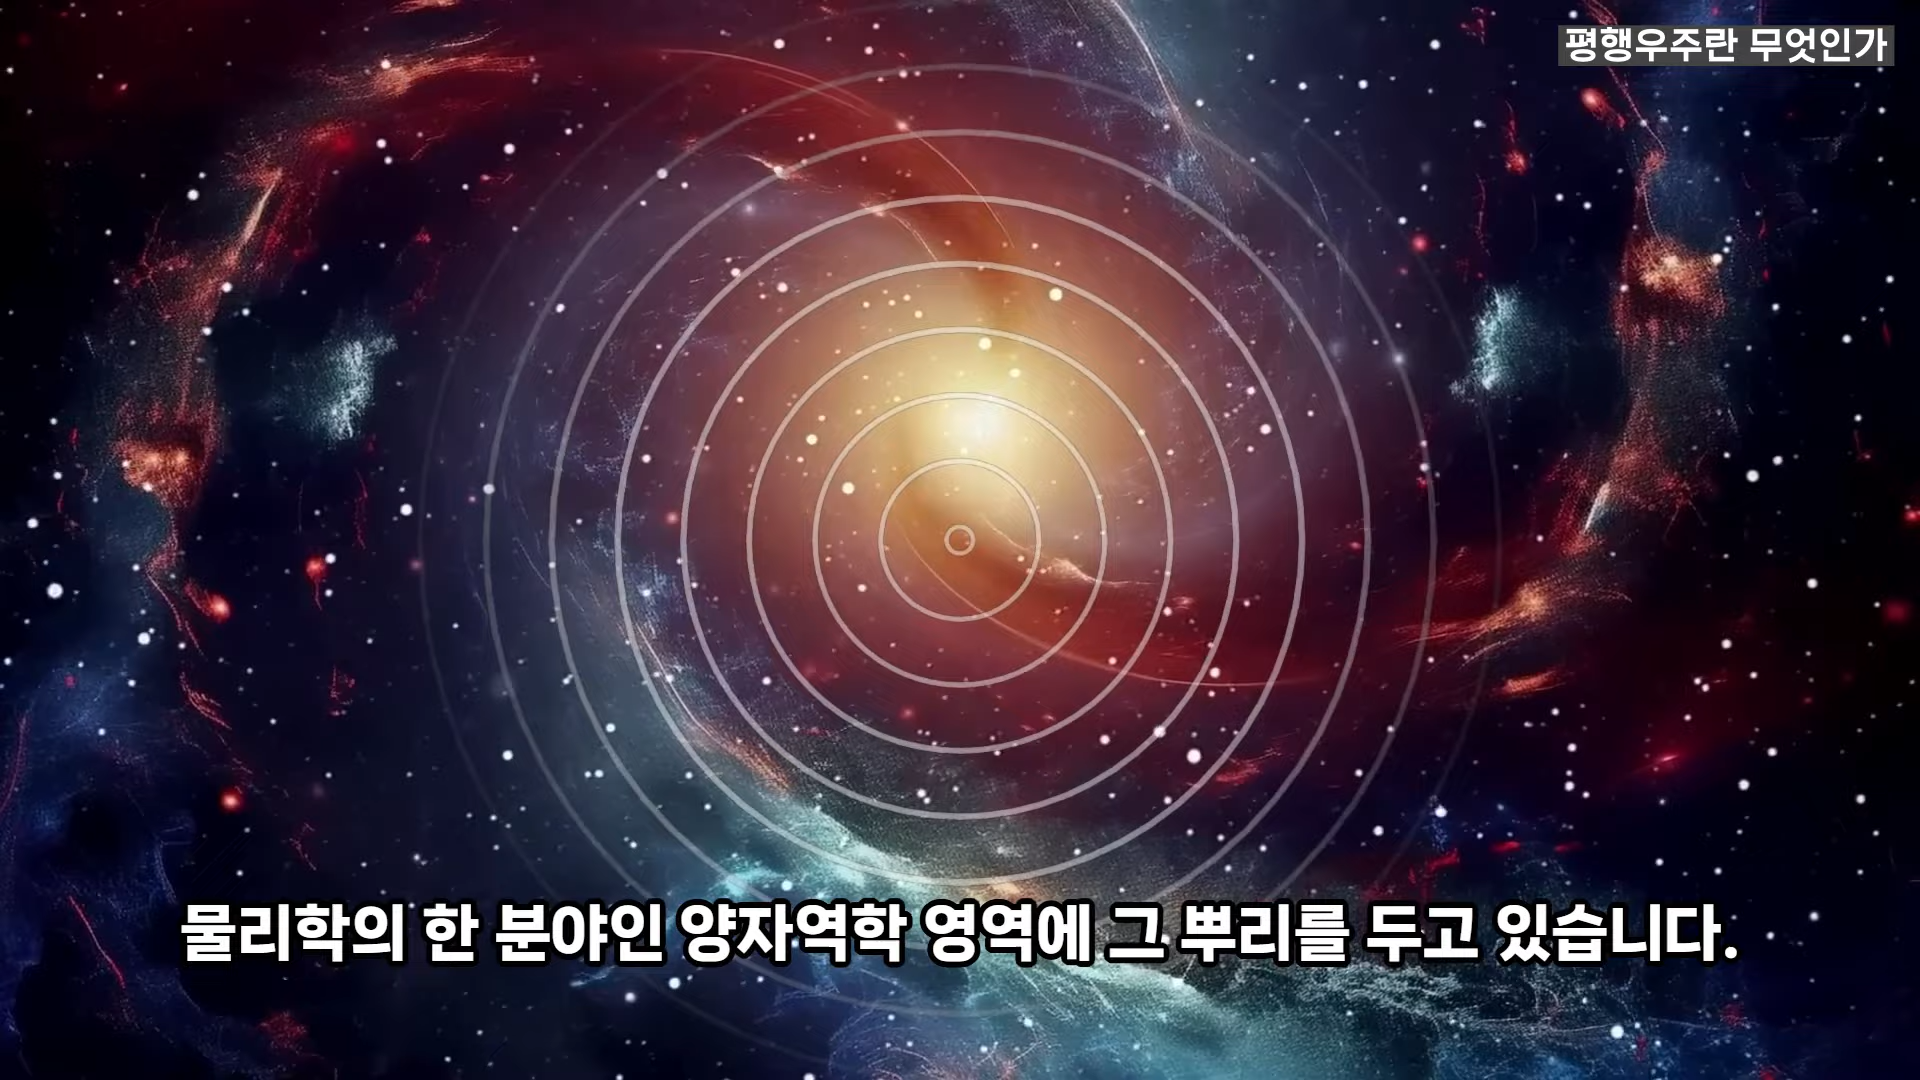 평행우주란 무엇인가
물리학의 한 분야인 양자역학 영역에 그 뿌리를 두고 있습니다.